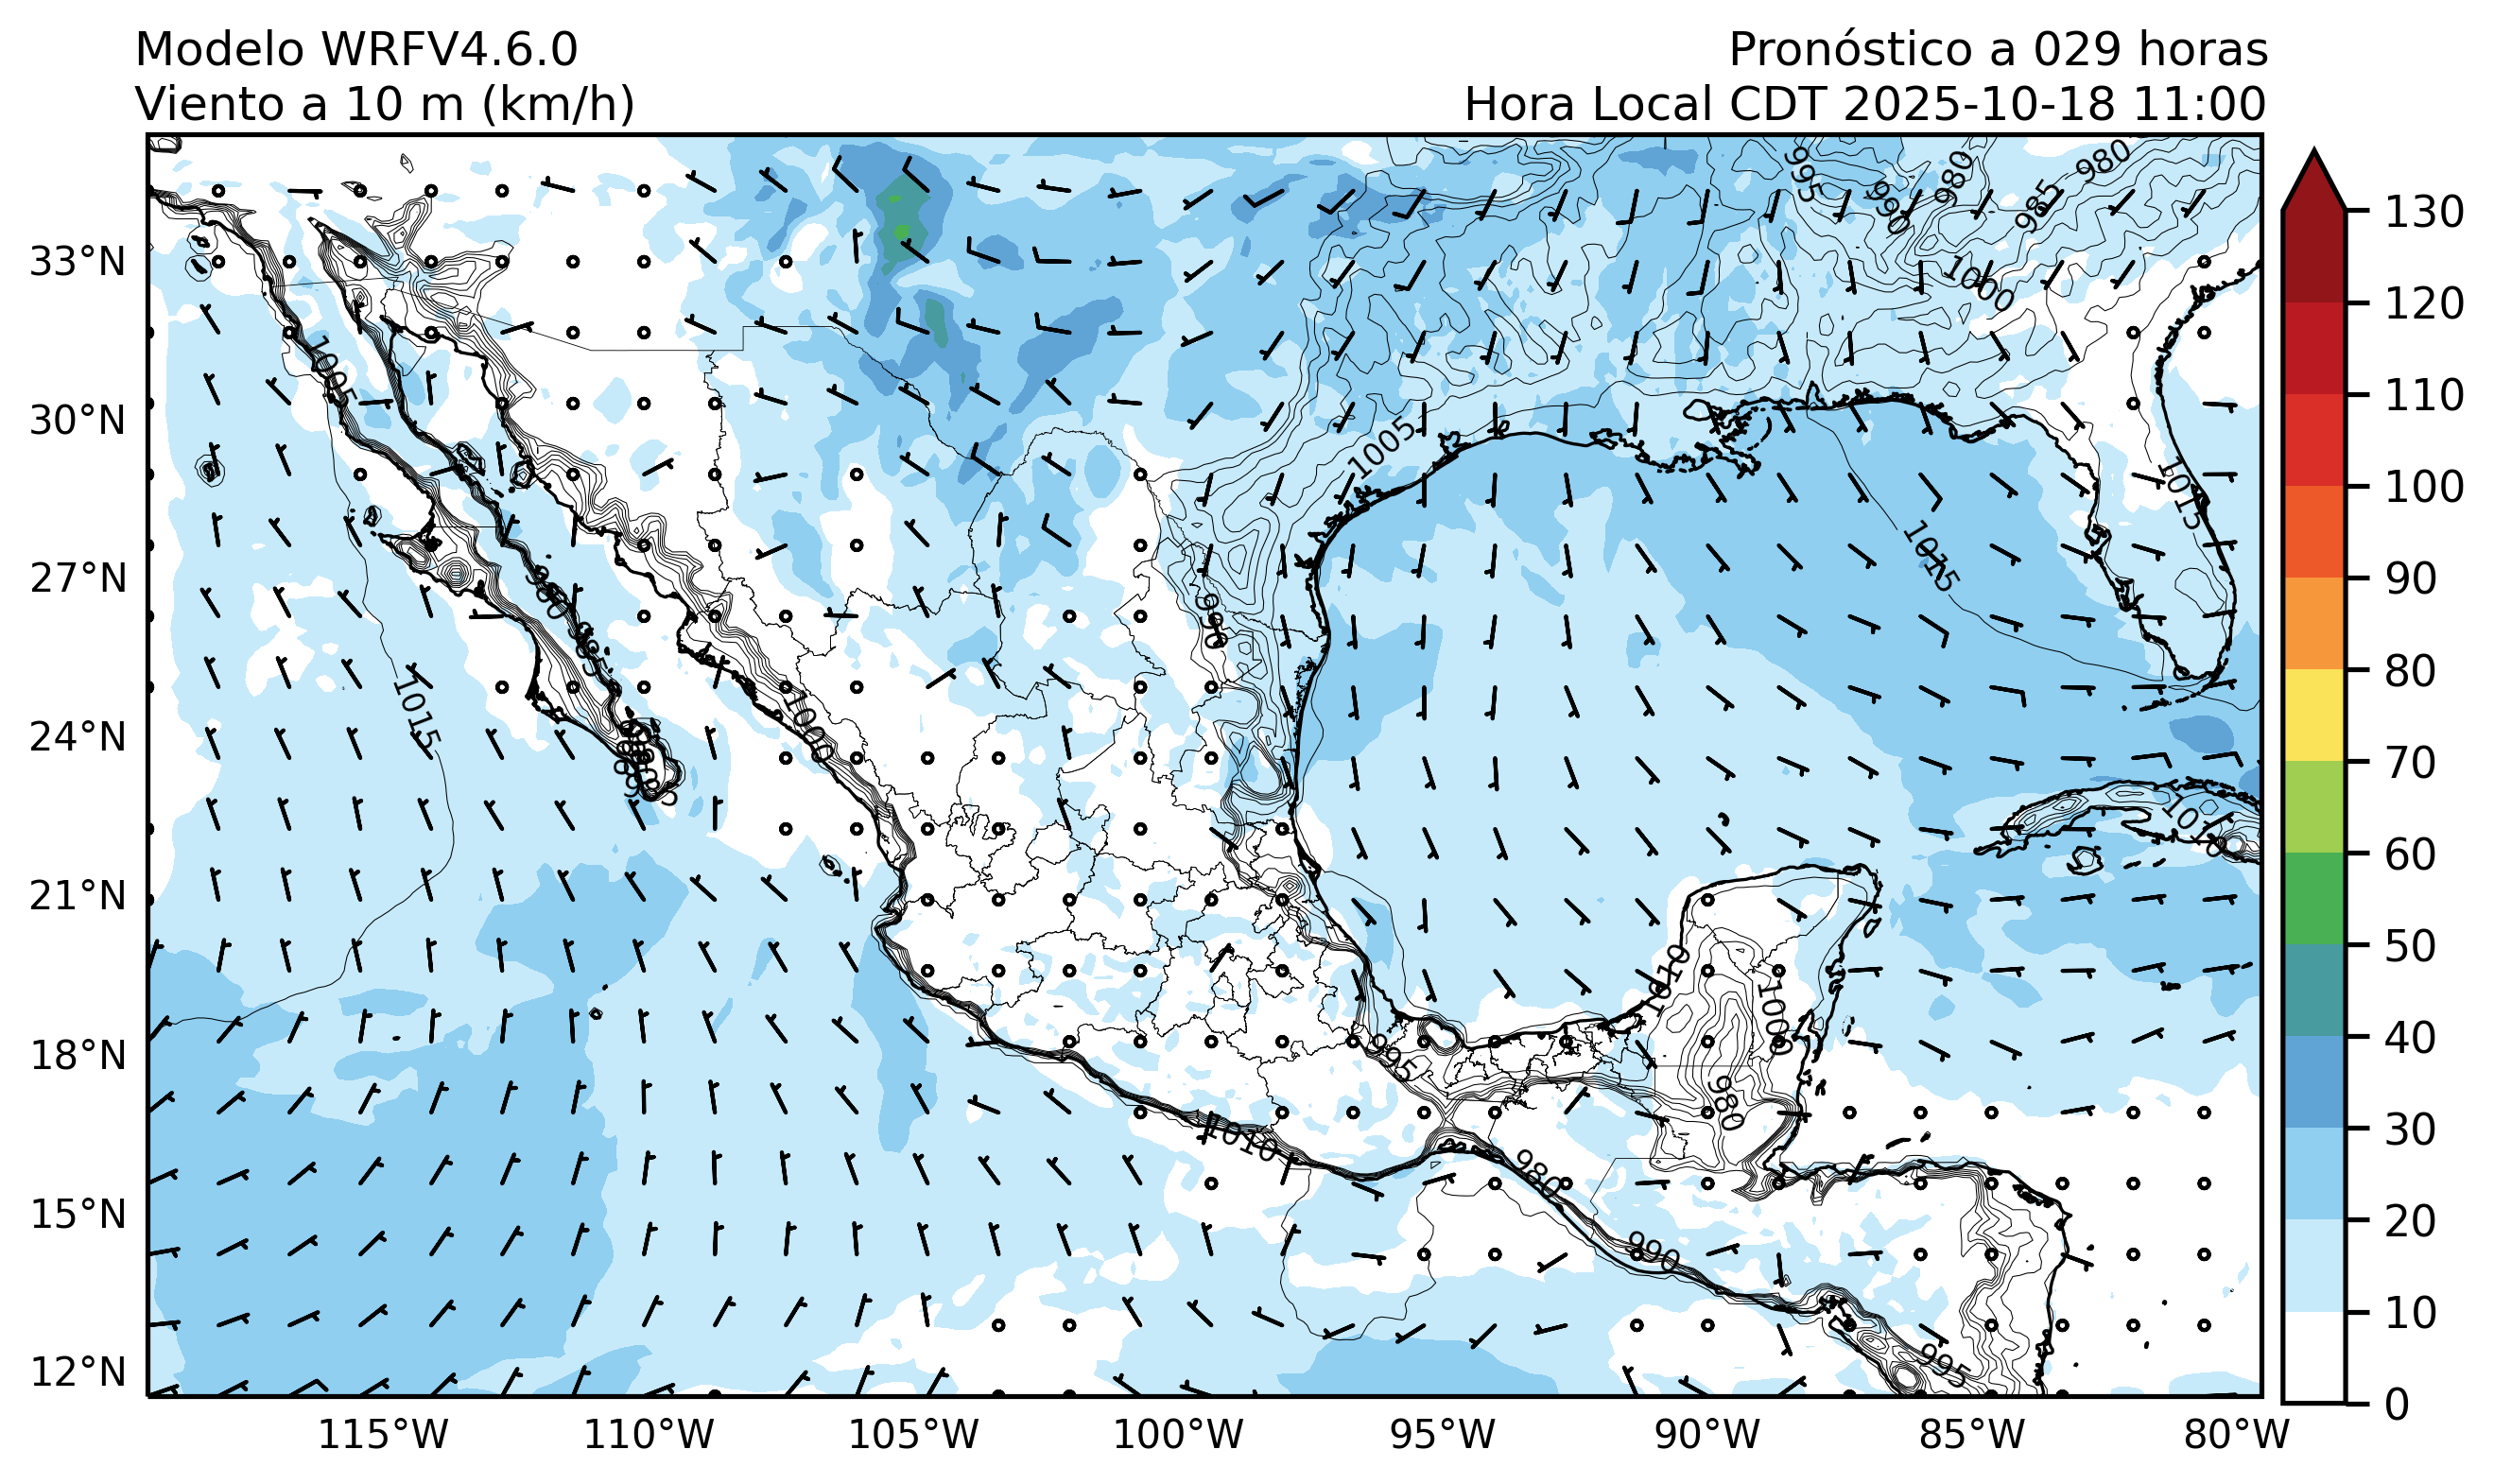 Modelo WRFV4.6.0
Viento a 10 m (km/h)
Pronóstico a 029 horas
Hora Local CDT 2025-10-18 11:00
33°N
30°N
27°N
24°N
21°N
18°N
15°N
12°N
115°W
110°W
105°W
100°W
95°W
90°W
85°W
80°W
130
120
110
100
90
80
70
60
50
40
30
20
10
0
995
990
980
985
980
1000
1005
1005
1015
1015
980
995
990
1015
1000
985
1010
1010
1000
995
980
1010
980
990
995